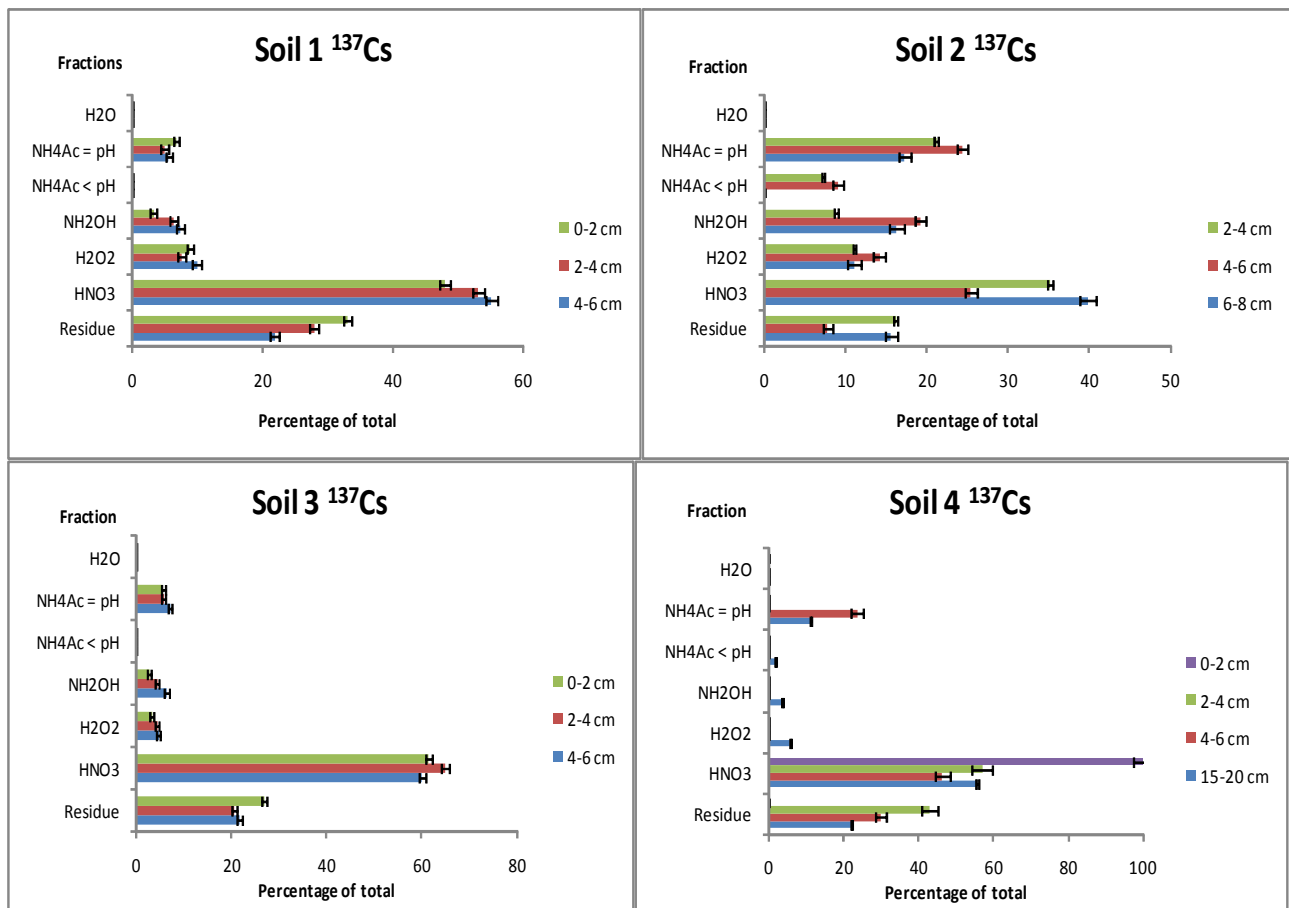 Soil 1 ¹³⁷Cs
Fractions
H2O
NH4Ac = pH
NH4Ac < pH
NH2OH
H2O2
HNO3
Residue
0-2 cm
2-4 cm
4-6 cm
0 20 40 60
Percentage of total
Soil 2 ¹³⁷Cs
Fraction
H2O
NH4Ac = pH
NH4Ac < pH
NH2OH
H2O2
HNO3
Residue
2-4 cm
4-6 cm
6-8 cm
0 10 20 30 40 50
Percentage of total
Soil 3 ¹³⁷Cs
Fraction
H2O
NH4Ac = pH
NH4Ac < pH
NH2OH
H2O2
HNO3
Residue
0-2 cm
2-4 cm
4-6 cm
0 20 40 60 80
Percentage of total
Soil 4 ¹³⁷Cs
Fraction
H2O
NH4Ac = pH
NH4Ac < pH
NH2OH
H2O2
HNO3
Residue
0-2 cm
2-4 cm
4-6 cm
15-20 cm
0 20 40 60 80 100
Percentage of total